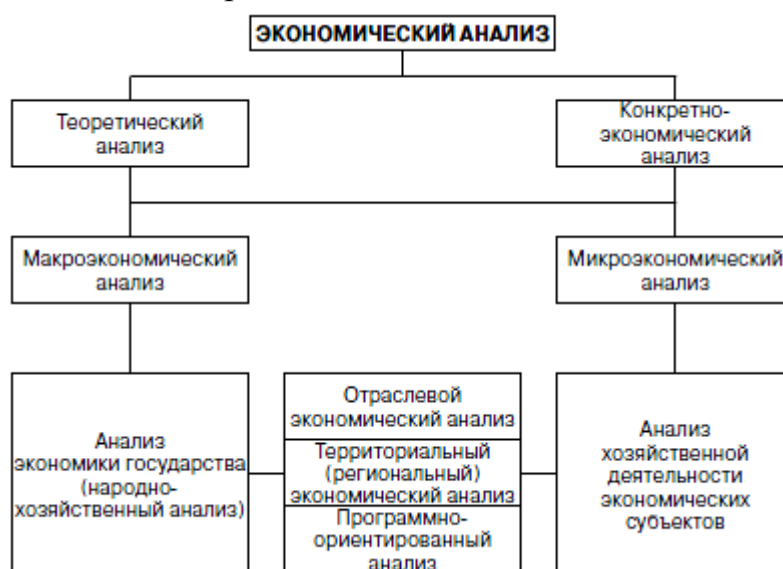 ЭКОНОМИЧЕСКИЙ АНАЛИЗ
Теоретический
анализ
Конкретно-
экономический
анализ
Макроэкономический
анализ
Микроэкономический
анализ
Анализ
экономики государства
(народно-
хозяйственный анализ)
Отраслевой
экономический анализ
Территориальный
(региональный)
экономический анализ
Программно-
ориентированный
анализ
Анализ
хозяйственной
деятельности
экономических
субъектов